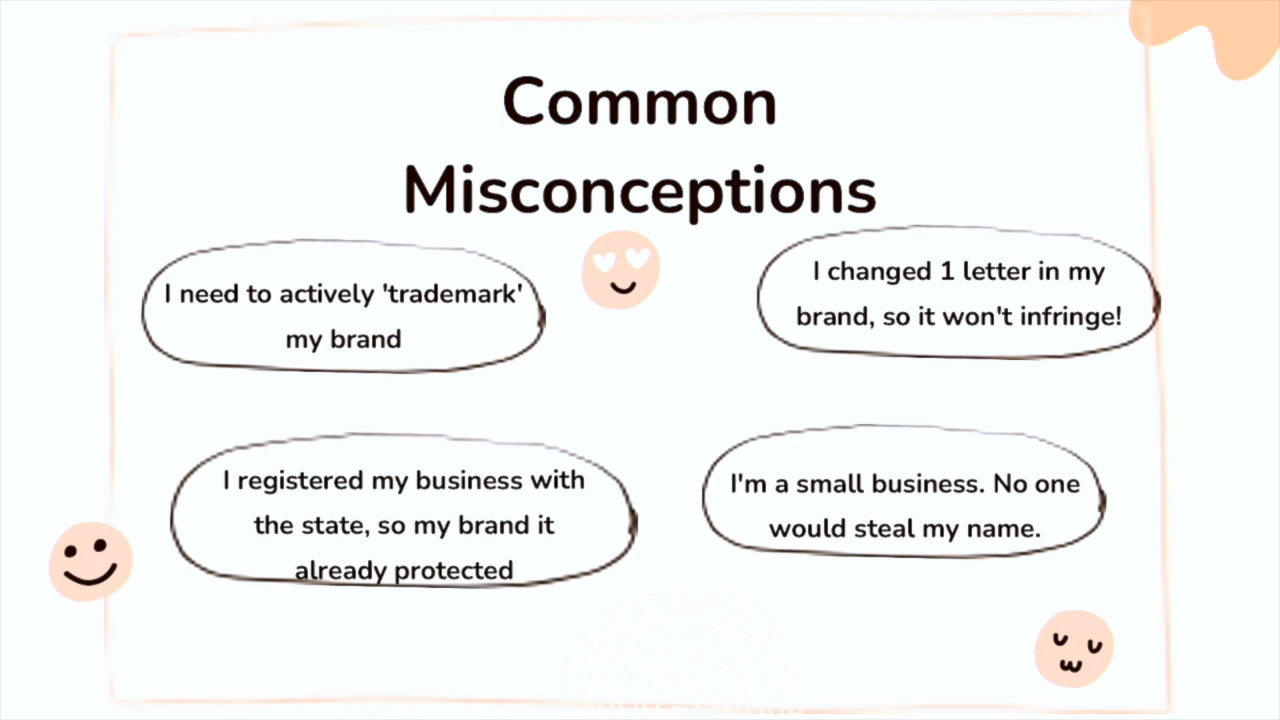 Common
Misconceptions
I need to actively 'trademark'
my brand
I changed 1 letter in my
brand, so it won't infringe!
I registered my business with
the state, so my brand it
already protected
I'm a small business. No one
would steal my name.